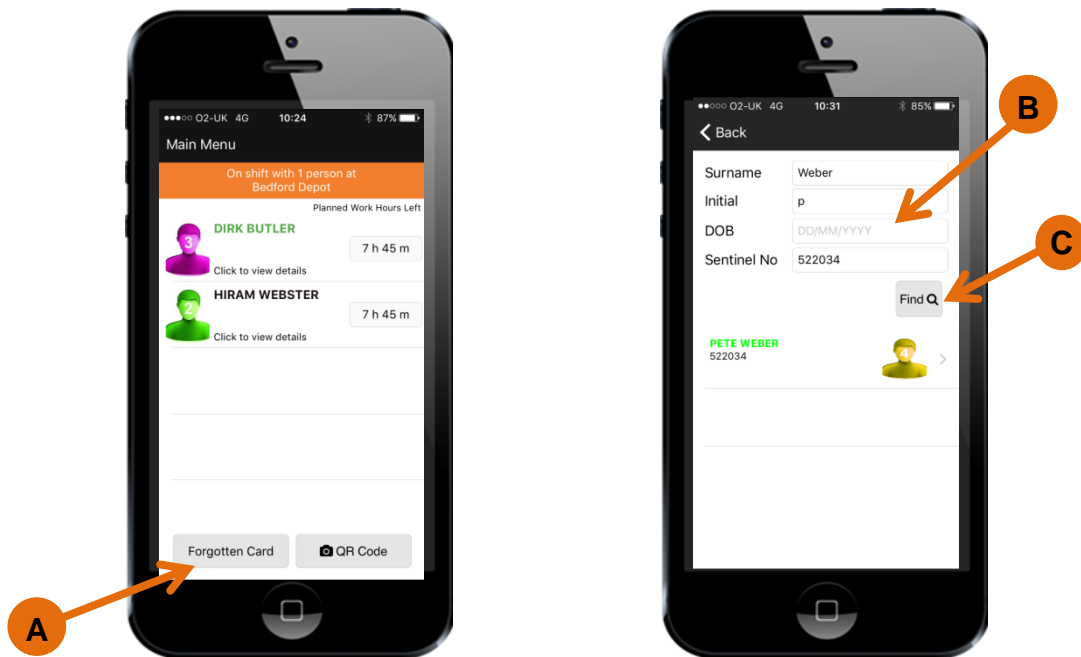 O2-UK 4G 10:24 87%
Main Menu
On shift with 1 person at
Bedford Depot
Planned Work Hours Left
3
DIRK BUTLER
7 h 45 m
Click to view details
2
HIRAM WEBSTER
7 h 45 m
Click to view details
Forgotten Card
QR Code
A
O2-UK 4G 10:31 85%
Back
Surname Weber
Initial p
DOB DD/MM/YYYY
Sentinel No 522034
Find
PETE WEBER
522034
4
B
C